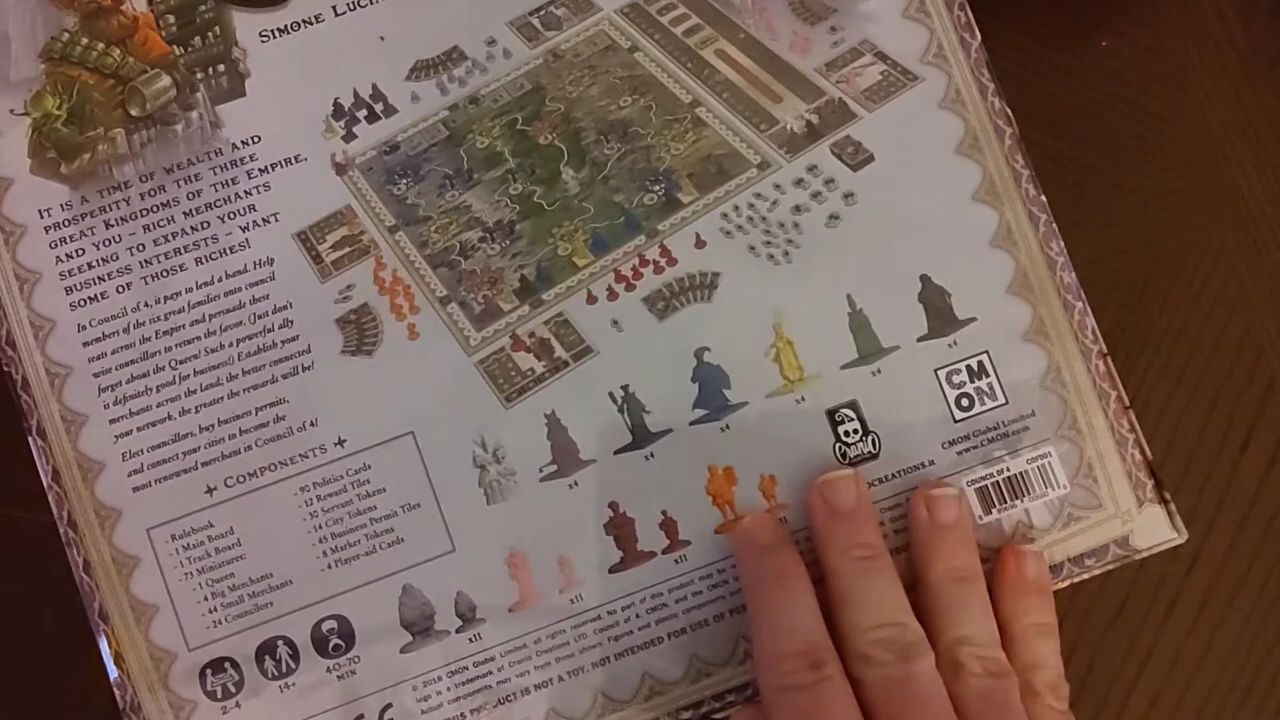 SIMONE LUCIA
IT IS A TIME OF WEALTH AND
PROSPERITY FOR THE THREE
GREAT KINGDOMS OF THE EMPIRE,
AND YOU – RICH MERCHANTS
SEEKING TO EXPAND YOUR
BUSINESS INTERESTS – WANT
SOME OF THOSE RICHES!
In Council of 4, it pays to lend a hand. Help
members of the six great families onto council
seats across the Empire and persuade these
wise councillors to return the favor. (Just don't
forget about the Queen! Such a powerful ally
is definitely good for business!) Establish your
merchants across the land; the better connected
your network, the greater the rewards will be!
Elect councillors, buy business permits,
and connect your cities to become the
most renowned merchant in Council of 4!
COMPONENTS
- Rulebook
- 1 Main Board
- 1 Track Board
- 73 Miniatures:
- 1 Queen
- 4 Big Merchants
- 44 Small Merchants
- 24 Councilors
- 90 Politics Cards
- 12 Reward Tiles
- 30 Servant Tokens
- 14 City Tokens
- 45 Business Permit Tiles
- 8 Marker Tokens
- 4 Player-aid Cards
x4
x4
x4
x4
x4
x4
x11
x11
x11
2-4
14+
40-70
MIN
Cranio
OCREATIONS.it
CM
ON
CMON Global Limited
www.CMON.com
COUNCIL OF 4 COFD01
© 2018 CMON Global Limited, all rights reserved. No part of this product may be
logo is a trademark of Cranio Creations LTD. Council of 4, CMON, and the CMON
Actual components may vary from those shown. Figures and plastic components
THIS PRODUCT IS NOT A TOY. NOT INTENDED FOR USE OF
CE